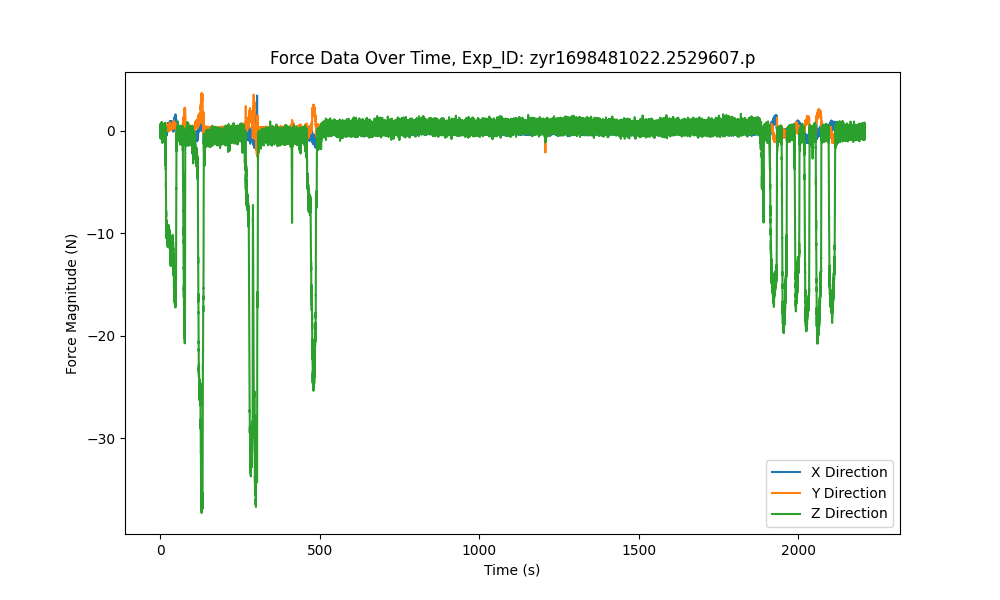 Force Data Over Time, Exp_ID: zyr1698481022.2529607.p
Force Magnitude (N)
0
−10
−20
−30
0 500 1000 1500 2000
Time (s)
X Direction
Y Direction
Z Direction